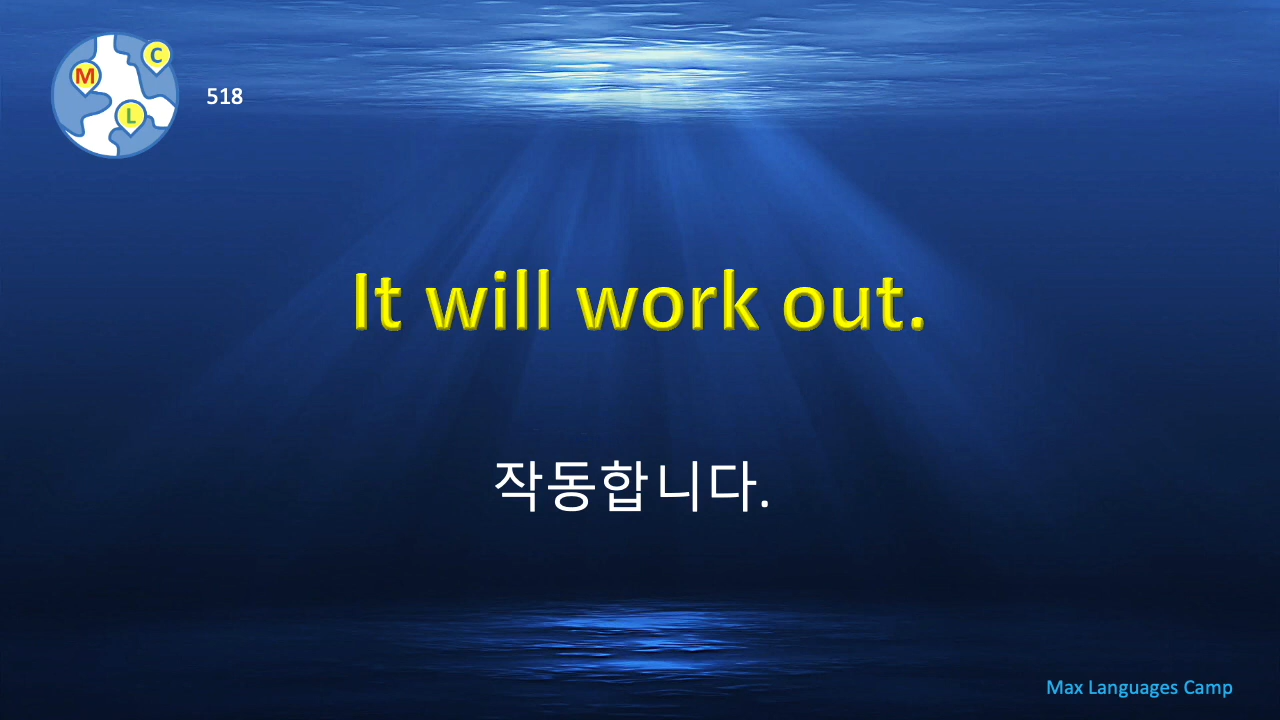 C
M
L
518
It will work out.
작동합니다.
Max Languages Camp